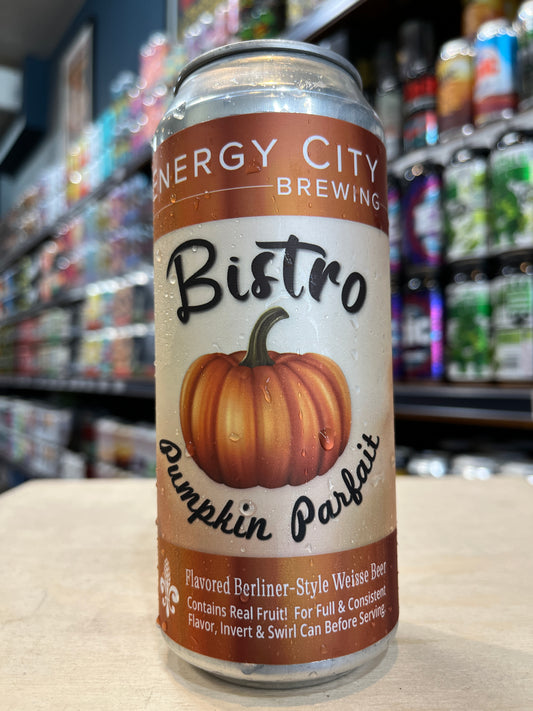 ENERGY CITY
BREWING
Bistro
Pumpkin Parfait
Flavored Berliner-Style Weisse Beer
Contains Real Fruit! For Full & Consistent
Flavor, Invert & Swirl Can Before Serving.